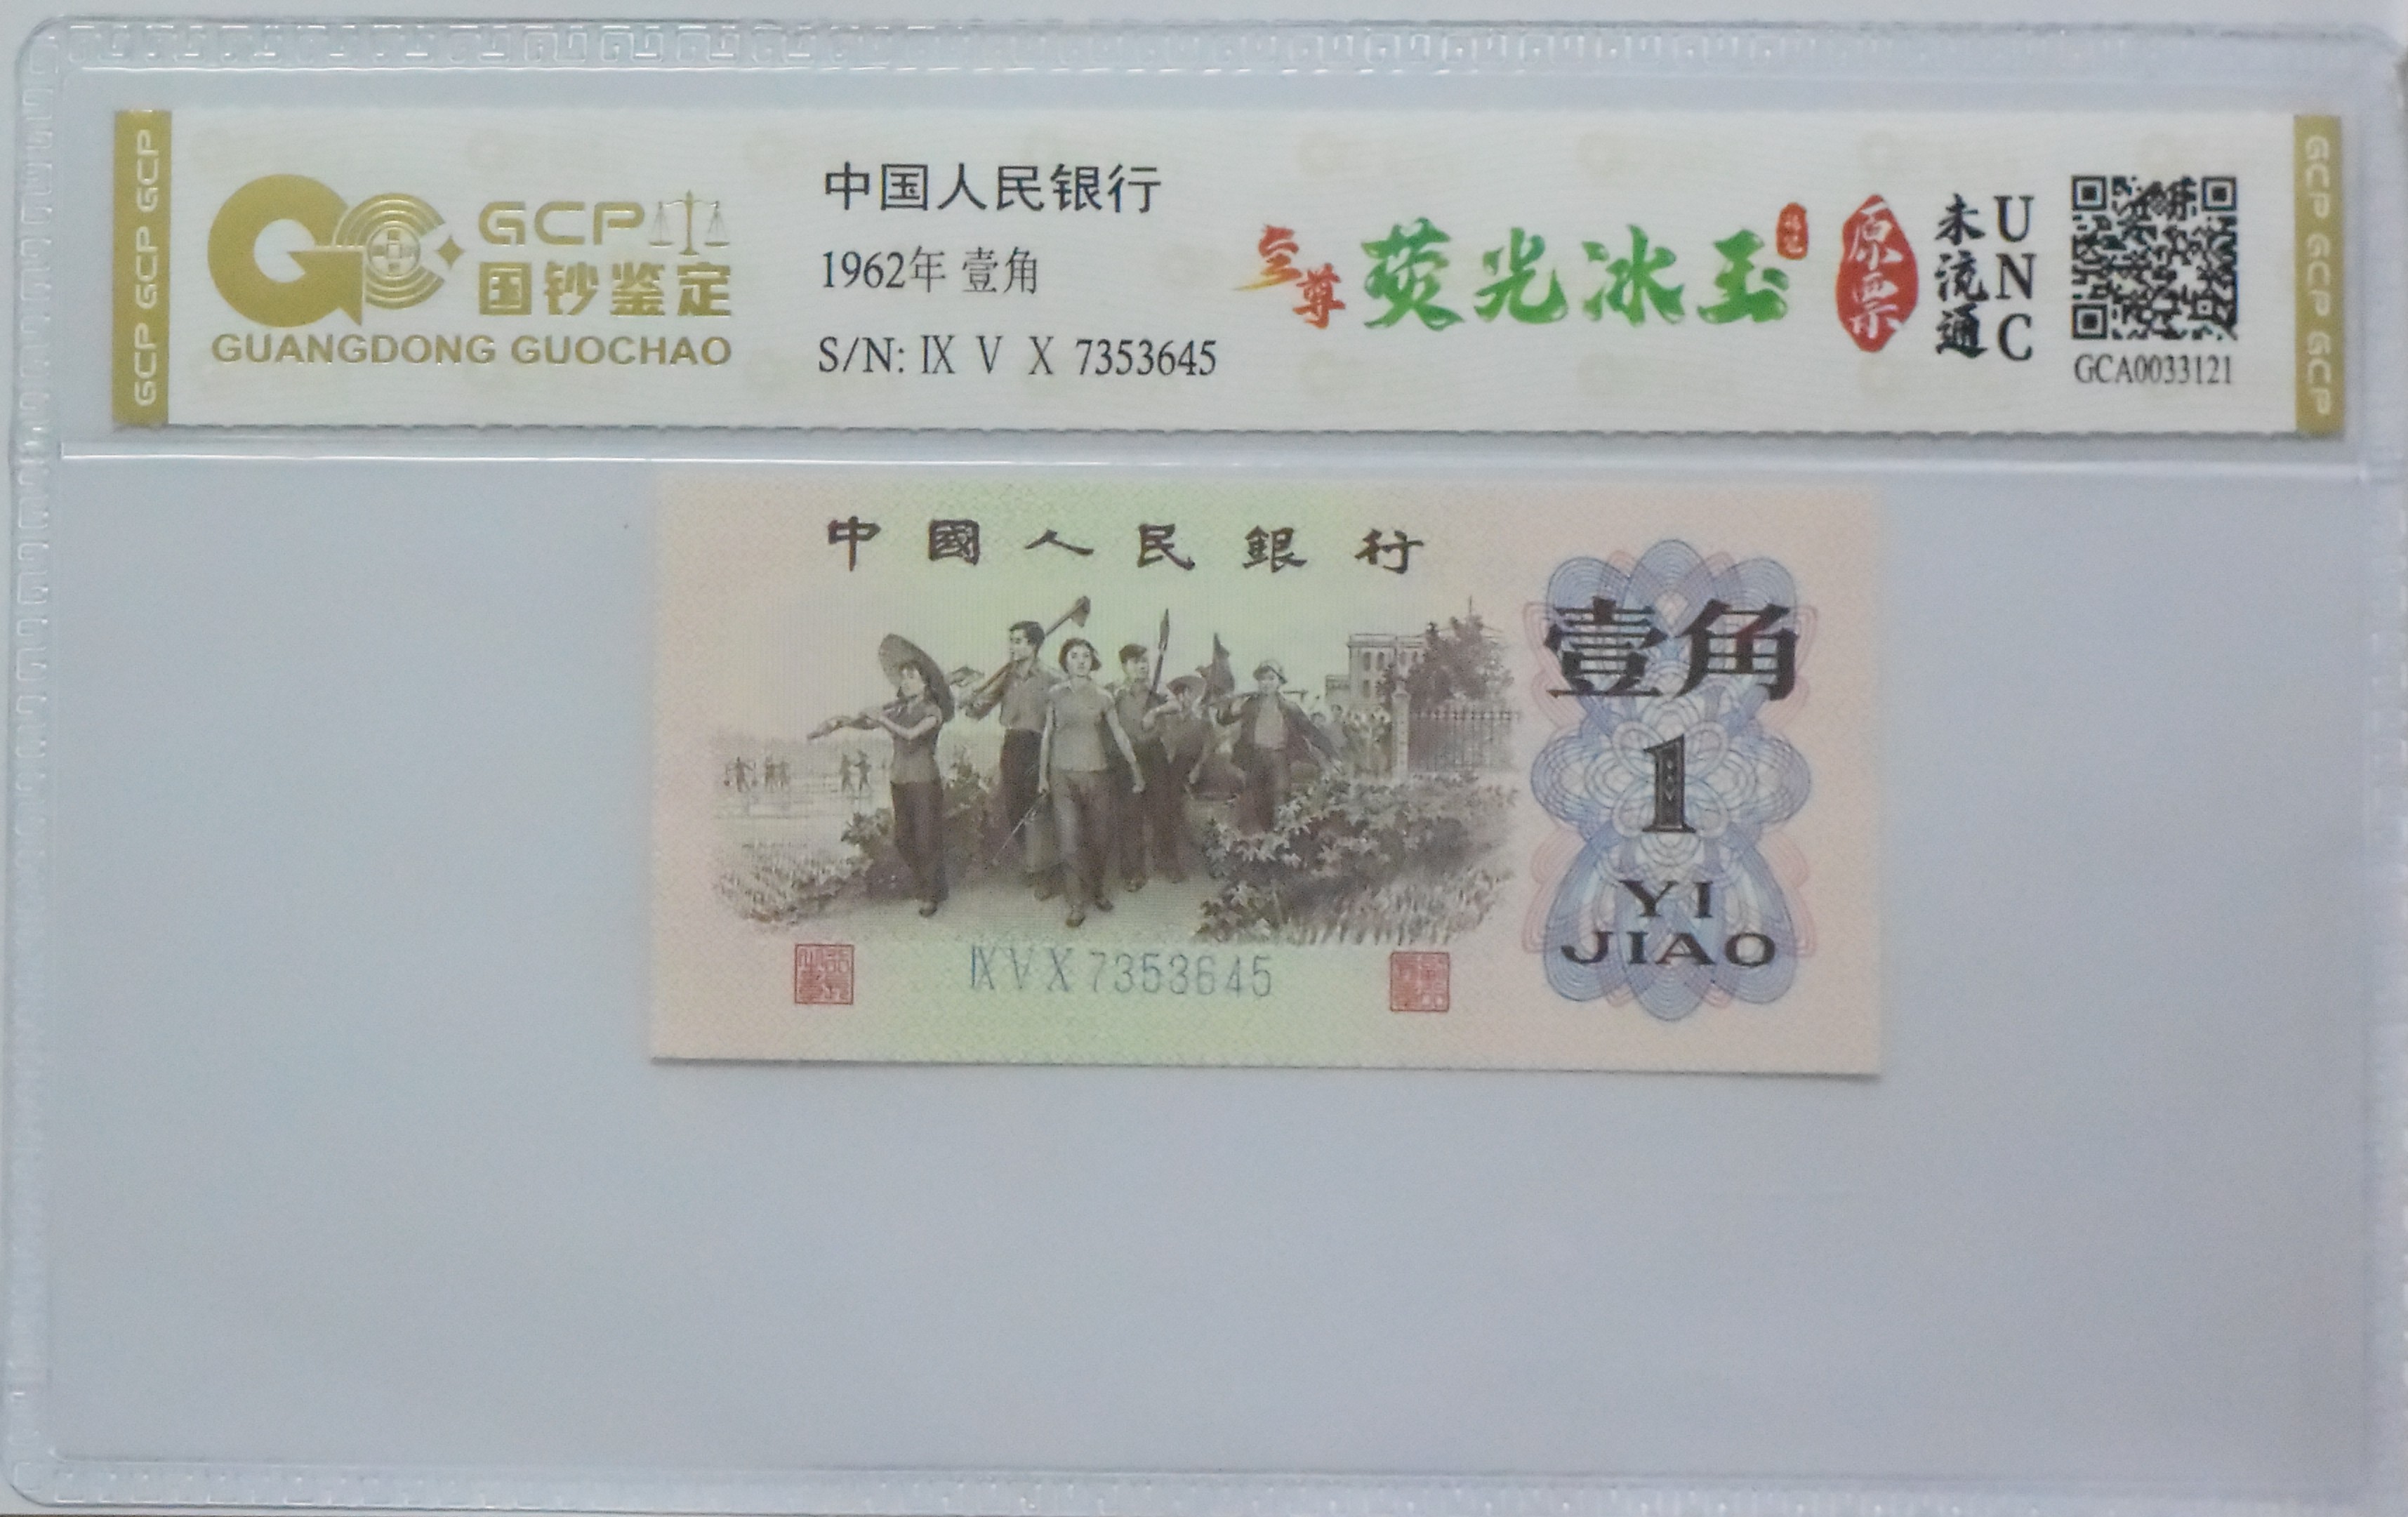 GCP GCP GCP
GCP
国钞鉴定
GUANGDONG GUOCHAO
中国人民银行
1962年 壹角
S/N: IX V X 7353645
至尊
荧光冰玉
原票
未流通
UNC
GCA0033121
GCP GCP GCP
中國人民銀行
壹角
1
YI
JIAO
IX V X 7353645